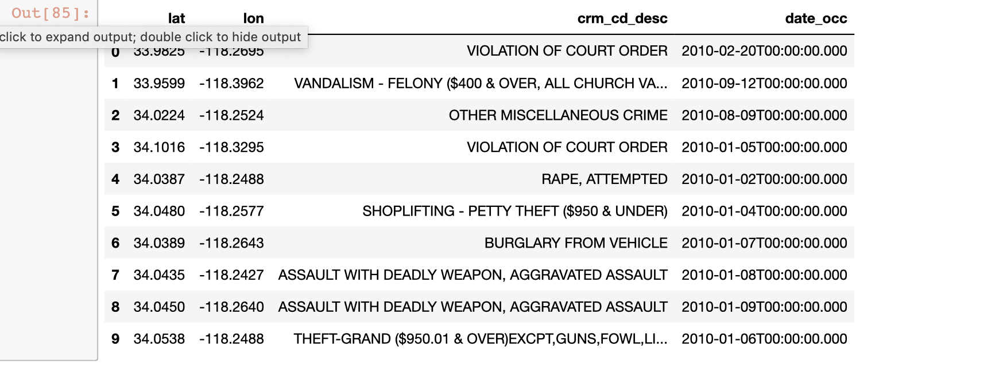 Out[85]:
lat lon crm_cd_desc date_occ
click to expand output; double click to hide output
0 33.9825 -118.2695 VIOLATION OF COURT ORDER 2010-02-20T00:00:00.000
1 33.9599 -118.3962 VANDALISM - FELONY ($400 & OVER, ALL CHURCH VA... 2010-09-12T00:00:00.000
2 34.0224 -118.2524 OTHER MISCELLANEOUS CRIME 2010-08-09T00:00:00.000
3 34.1016 -118.3295 VIOLATION OF COURT ORDER 2010-01-05T00:00:00.000
4 34.0387 -118.2488 RAPE, ATTEMPTED 2010-01-02T00:00:00.000
5 34.0480 -118.2577 SHOPLIFTING - PETTY THEFT ($950 & UNDER) 2010-01-04T00:00:00.000
6 34.0389 -118.2643 BURGLARY FROM VEHICLE 2010-01-07T00:00:00.000
7 34.0435 -118.2427 ASSAULT WITH DEADLY WEAPON, AGGRAVATED ASSAULT 2010-01-08T00:00:00.000
8 34.0450 -118.2640 ASSAULT WITH DEADLY WEAPON, AGGRAVATED ASSAULT 2010-01-09T00:00:00.000
9 34.0538 -118.2488 THEFT-GRAND ($950.01 & OVER)EXCPT,GUNS,FOWL,LI... 2010-01-06T00:00:00.000